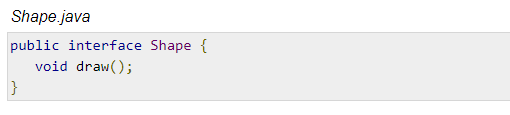 Shape.java
public interface Shape {
   void draw();
}